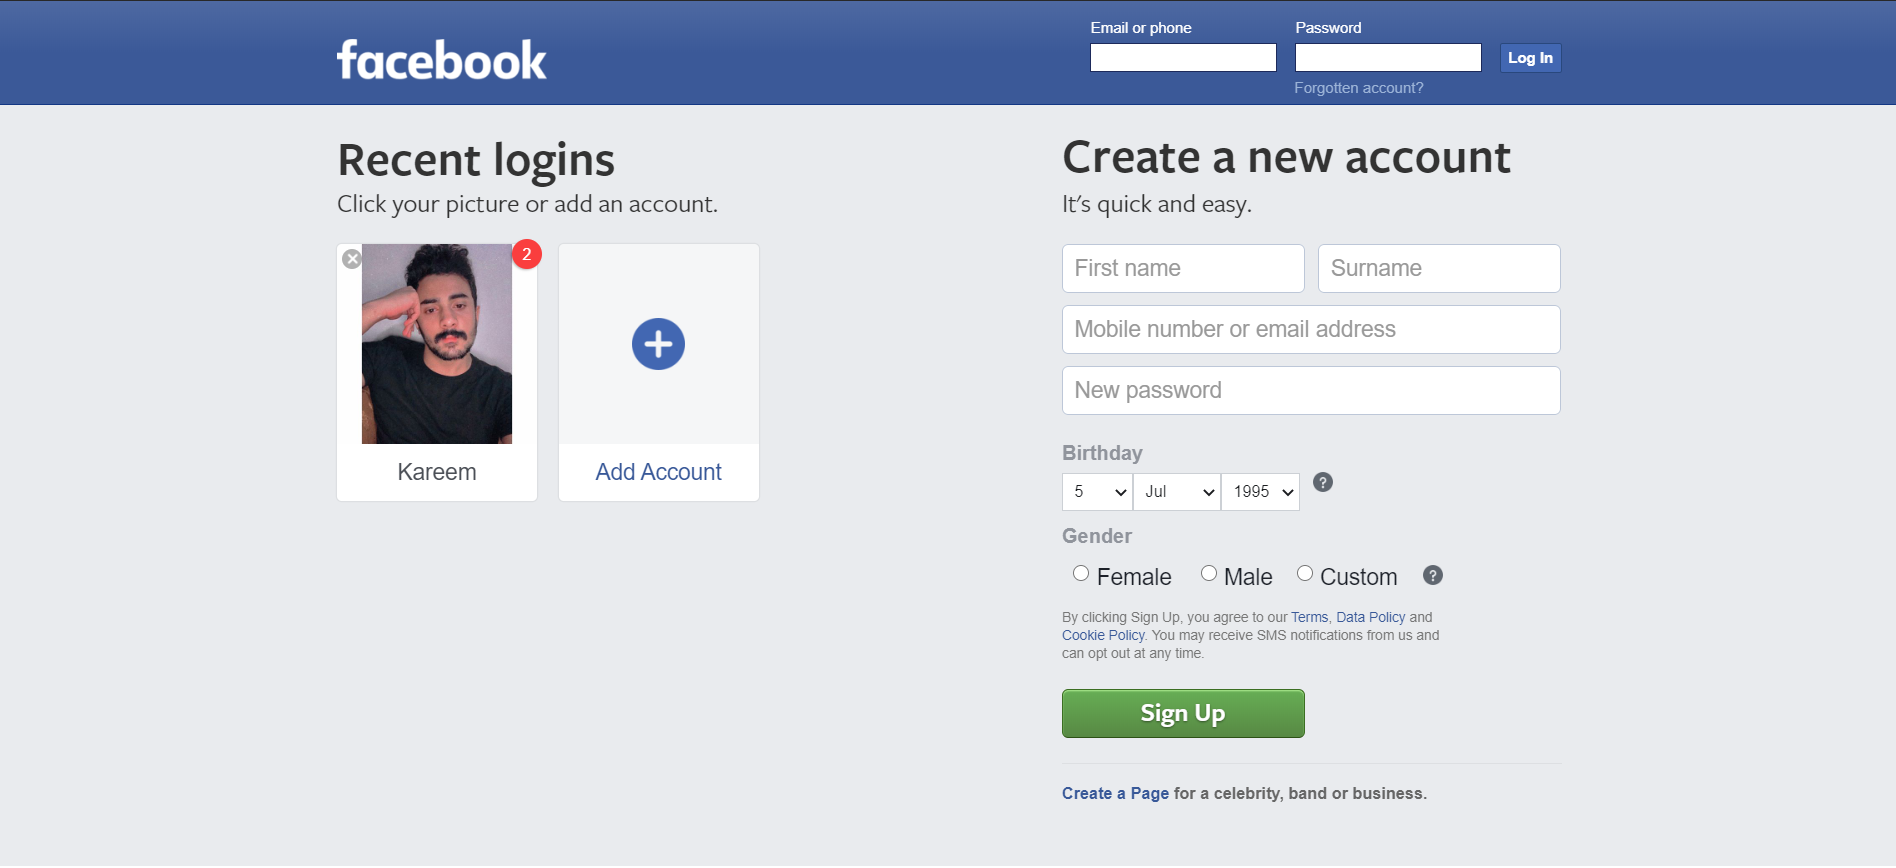 facebook
Email or phone
Password
Log In
Forgotten account?
Recent logins
Click your picture or add an account.
2
Kareem
Add Account
Create a new account
It's quick and easy.
First name
Surname
Mobile number or email address
New password
Birthday
5 Jul 1995 ?
Gender
Female Male Custom ?
By clicking Sign Up, you agree to our Terms, Data Policy and
Cookie Policy. You may receive SMS notifications from us and
can opt out at any time.
Sign Up
Create a Page for a celebrity, band or business.